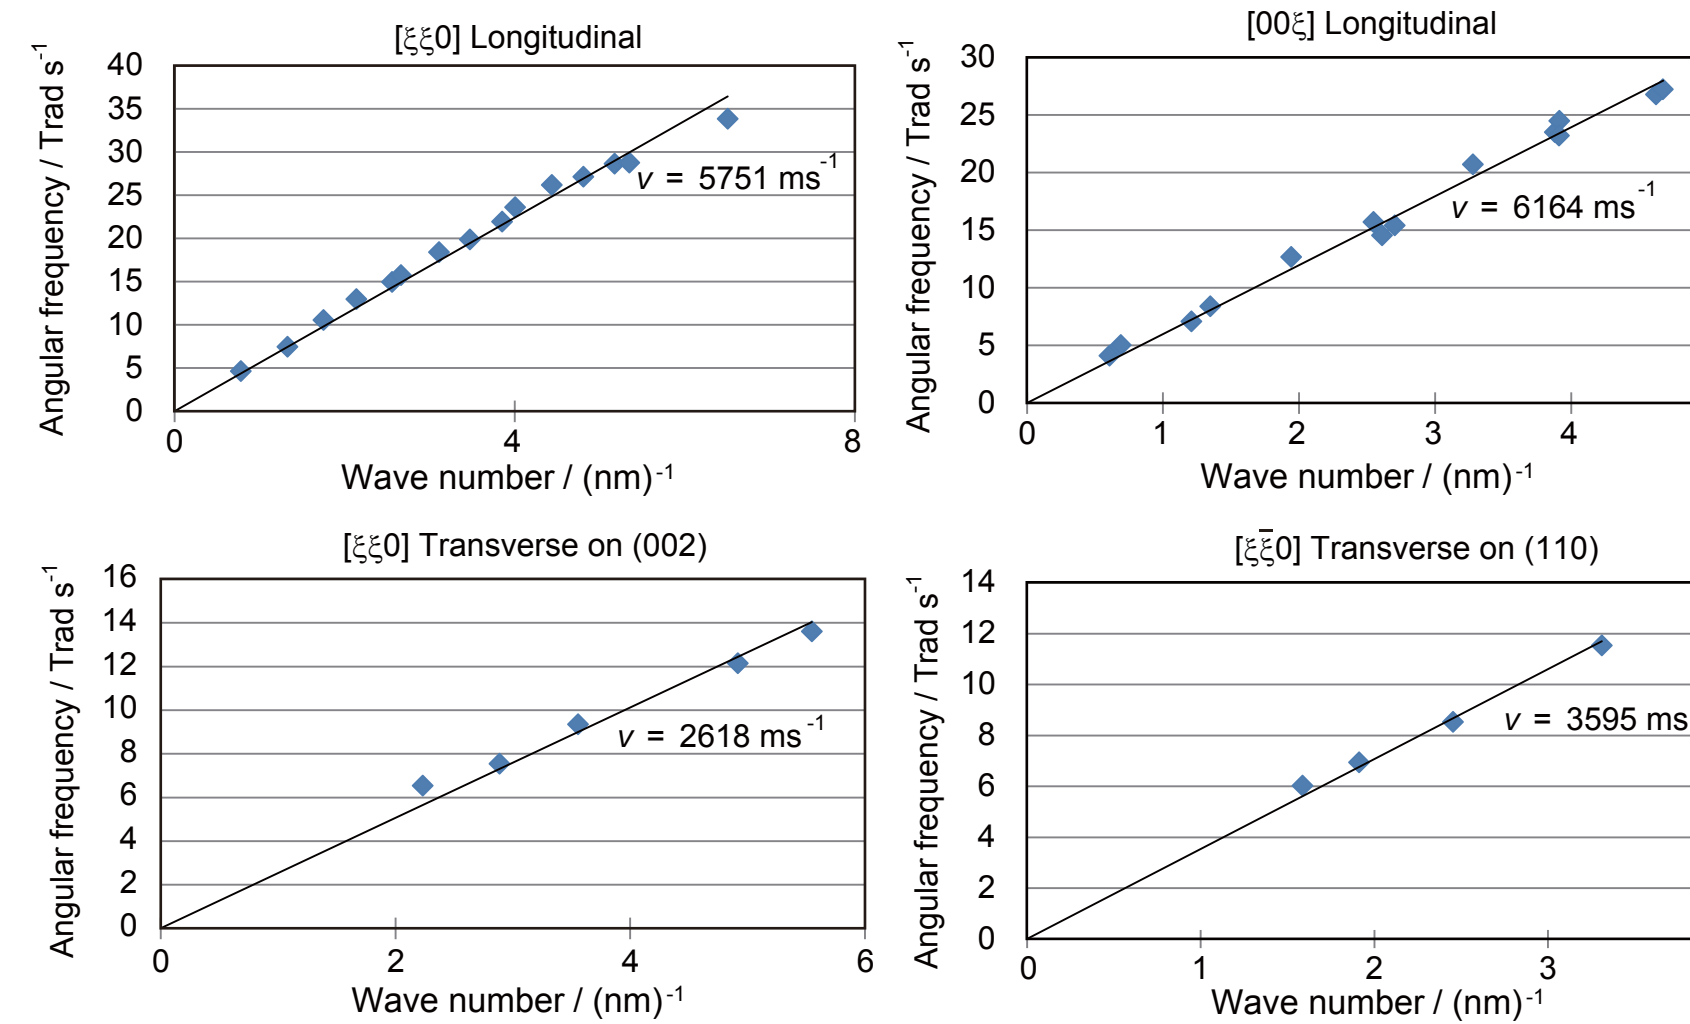 [ξξ0] Longitudinal
Angular frequency / Trad s⁻¹
40
35
30
25
20
15
10
5
0
v = 5751 ms⁻¹
0 4 8
Wave number / (nm)⁻¹
[00ξ] Longitudinal
Angular frequency / Trad s⁻¹
30
25
20
15
10
5
0
v = 6164 ms⁻¹
0 1 2 3 4
Wave number / (nm)⁻¹
[ξξ0] Transverse on (002)
Angular frequency / Trad s⁻¹
16
14
12
10
8
6
4
2
0
v = 2618 ms⁻¹
0 2 4 6
Wave number / (nm)⁻¹
[ξξ̅0] Transverse on (110)
Angular frequency / Trad s⁻¹
14
12
10
8
6
4
2
0
v = 3595 ms
0 1 2 3
Wave number / (nm)⁻¹